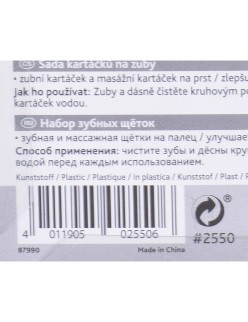 Sada kartáčků na zuby
• zubní kartáček a masážní kartáček na prst / zlepšu
Jak ho používat: Zuby a dásně čistěte kruhovým po
kartáček vodou.
RU Набор зубных щёток
• зубная и массажная щётки на палец / улучшае
Способ применения: чистите зубы и дёсны кру
водой перед каждым использованием.
Kunststoff / Plastic / Plastique / In plastica / Kunststof / Plast / P
4 011905 025506
#2550
87990 Made in China